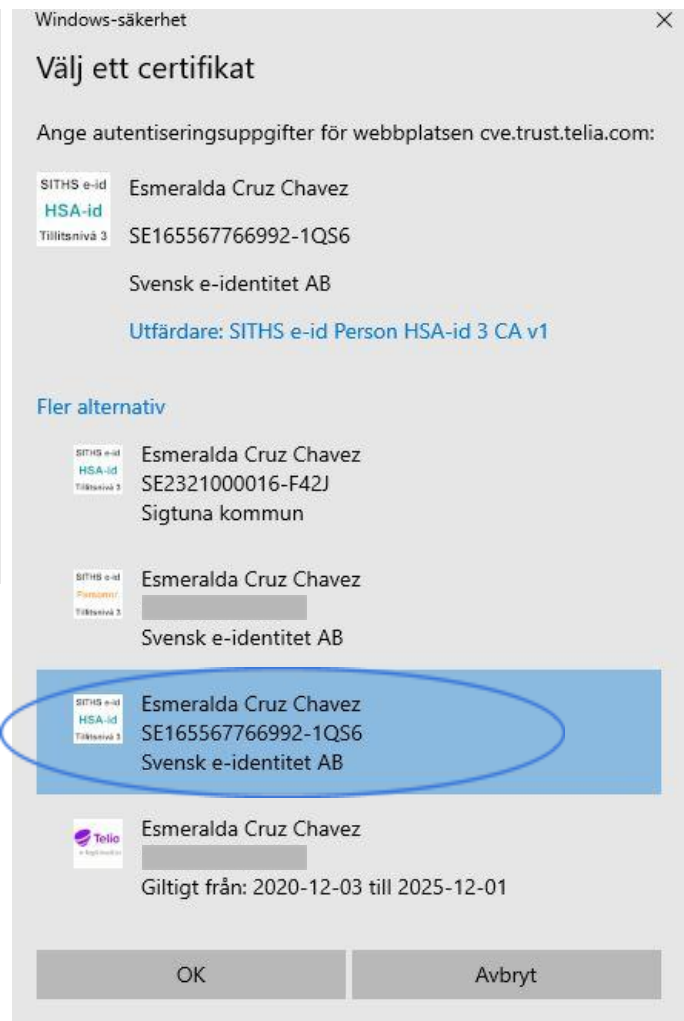 Windows-säkerhet
Välj ett certifikat
Ange autentiseringsuppgifter för webbplatsen cve.trust.telia.com:
SITHS e-id
HSA-id
Tillitsnivå 3
Esmeralda Cruz Chavez
SE165567766992-1QS6
Svensk e-identitet AB
Utfärdare: SITHS e-id Person HSA-id 3 CA v1
Fler alternativ
SITHS e-id
HSA-id
Tillitsnivå 3
Esmeralda Cruz Chavez
SE2321000016-F42J
Sigtuna kommun
SITHS e-id
Personnr.
Tillitsnivå 3
Esmeralda Cruz Chavez
Svensk e-identitet AB
SITHS e-id
HSA-id
Tillitsnivå 3
Esmeralda Cruz Chavez
SE165567766992-1QS6
Svensk e-identitet AB
Telia
e-legitimation
Esmeralda Cruz Chavez
Giltigt från: 2020-12-03 till 2025-12-01
OK
Avbryt